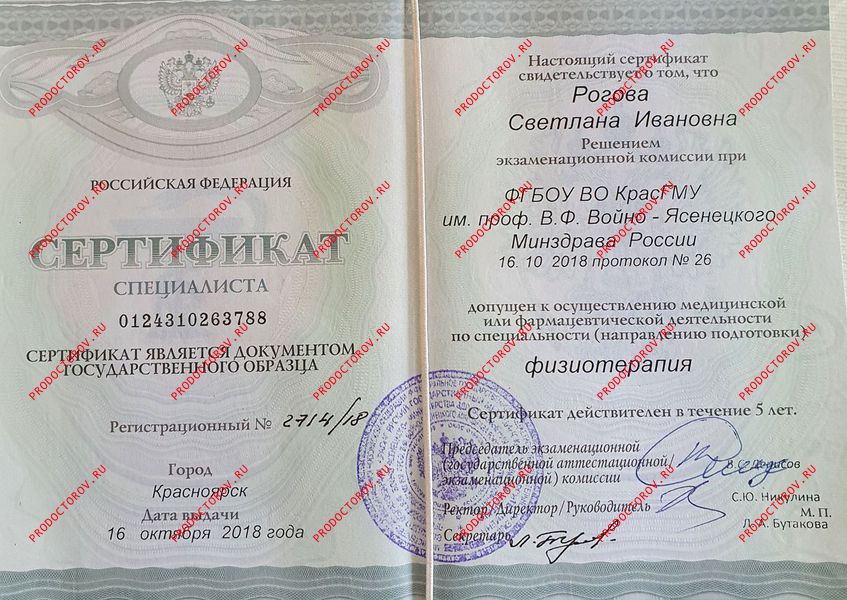 РОССИЙСКАЯ ФЕДЕРАЦИЯ
СЕРТИФИКАТ
СПЕЦИАЛИСТА
0124310263788
СЕРТИФИКАТ ЯВЛЯЕТСЯ ДОКУМЕНТОМ
ГОСУДАРСТВЕННОГО ОБРАЗЦА
Регистрационный № 2714/18
Город
Красноярск
Дата выдачи
16 октября 2018 года
Настоящий сертификат
свидетельствует о том, что
Рогова
Светлана Ивановна
Решением
экзаменационной комиссии при
ФГБОУ ВО КрасГМУ
им. проф. В.Ф. Войно - Ясенецкого
Минздрава России
16. 10 2018 протокол № 26
допущен к осуществлению медицинской
или фармацевтической деятельности
по специальности (направлению подготовки)
физиотерапия
Сертификат действителен в течение 5 лет.
Председатель экзаменационной
(государственной аттестационной/
экзаменационной) комиссии
Ректор/Директор/Руководитель
С.Ю. Никулина
М. П.
Л. А. Бутакова
Секретарь
PRODOCTOROV.RU